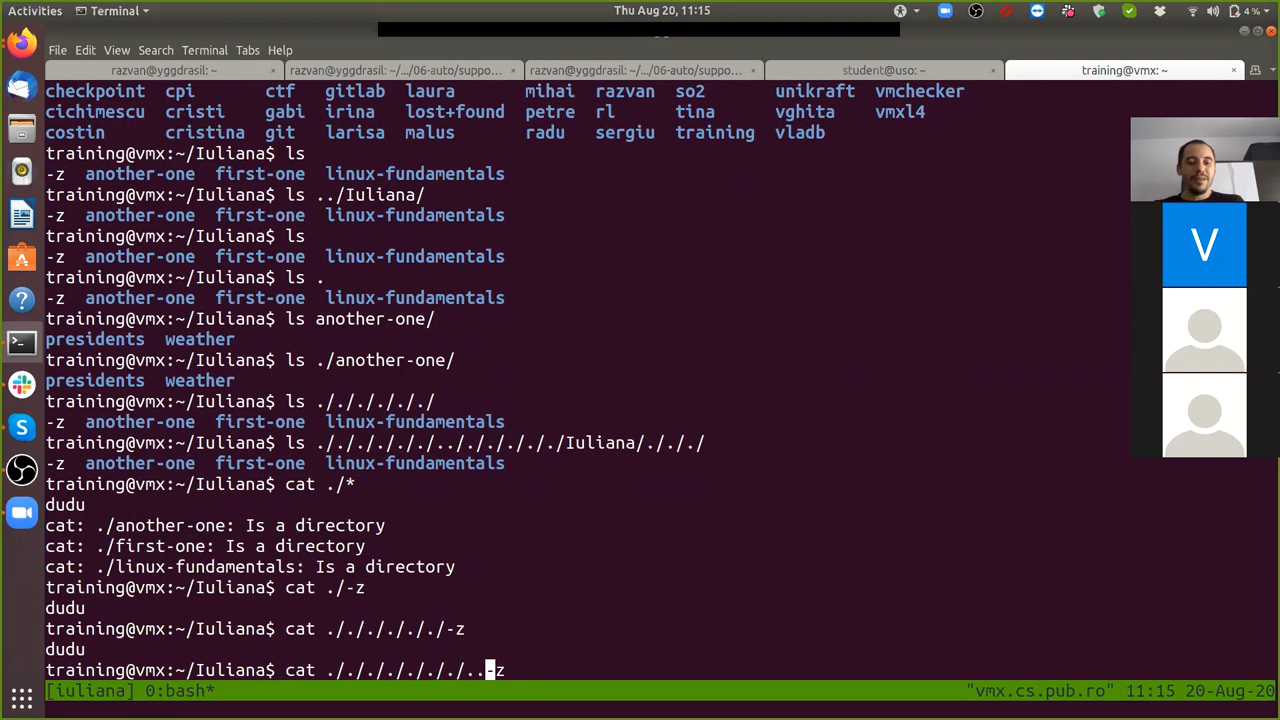 Activities Terminal Thu Aug 20, 11:15 4 %
File Edit View Search Terminal Tabs Help
razvan@yggdrasil: ~ × razvan@yggdrasil: ~/.../06-auto/suppo... × razvan@yggdrasil: ~/.../06-auto/suppo... × student@uso: ~ × training@vmx: ~ ×
checkpoint cpi ctf gitlab laura mihai razvan so2 unikraft vmchecker
cichimescu cristi gabi irina lost+found petre rl tina vghita vmxl4
costin cristina git larisa malus radu sergiu training vladb
training@vmx:~/Iuliana$ ls
-z another-one first-one linux-fundamentals
training@vmx:~/Iuliana$ ls ../Iuliana/
-z another-one first-one linux-fundamentals
training@vmx:~/Iuliana$ ls
-z another-one first-one linux-fundamentals
training@vmx:~/Iuliana$ ls .
-z another-one first-one linux-fundamentals
training@vmx:~/Iuliana$ ls another-one/
presidents weather
training@vmx:~/Iuliana$ ls ./another-one/
presidents weather
training@vmx:~/Iuliana$ ls ././././././
-z another-one first-one linux-fundamentals
training@vmx:~/Iuliana$ ls ././././././../././././././Iuliana/./././
-z another-one first-one linux-fundamentals
training@vmx:~/Iuliana$ cat ./*
dudu
cat: ./another-one: Is a directory
cat: ./first-one: Is a directory
cat: ./linux-fundamentals: Is a directory
training@vmx:~/Iuliana$ cat ./-z
dudu
training@vmx:~/Iuliana$ cat ././././././-z
dudu
training@vmx:~/Iuliana$ cat ./././././././..-z
[iuliana] 0:bash* "vmx.cs.pub.ro" 11:15 20-Aug-20
V